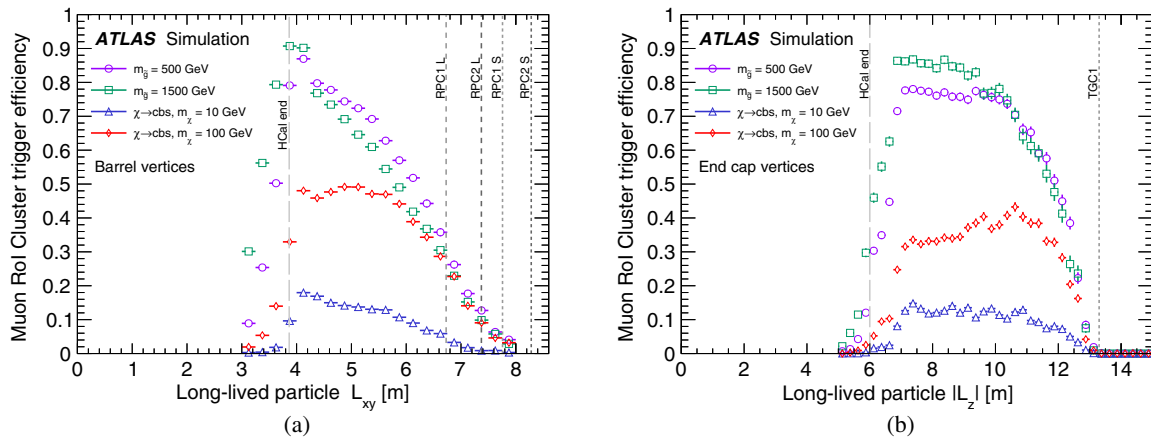 ATLAS Simulation
m_g = 500 GeV
m_g = 1500 GeV
χ→cbs, m_χ = 10 GeV
χ→cbs, m_χ = 100 GeV
Barrel vertices
HCal end
RPC1 L
RPC2 L
RPC1 S
RPC2 S
Muon RoI Cluster trigger efficiency
1
0.9
0.8
0.7
0.6
0.5
0.4
0.3
0.2
0.1
0
0 1 2 3 4 5 6 7 8
Long-lived particle L_xy [m]
(a)
ATLAS Simulation
m_g = 500 GeV
m_g = 1500 GeV
χ→cbs, m_χ = 10 GeV
χ→cbs, m_χ = 100 GeV
End cap vertices
HCal end
TGC1
Muon RoI Cluster trigger efficiency
1
0.9
0.8
0.7
0.6
0.5
0.4
0.3
0.2
0.1
0
0 2 4 6 8 10 12 14
Long-lived particle |L_z| [m]
(b)